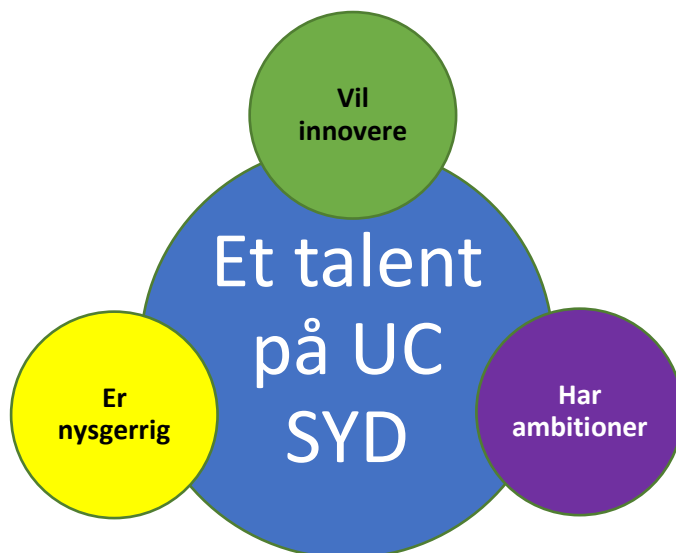 Vil
innovere
Et talent
på UC
SYD
Er
nysgerrig
Har
ambitioner